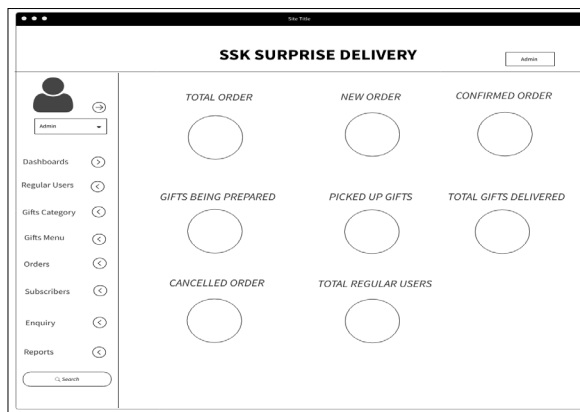 Site Title
SSK SURPRISE DELIVERY
Admin
Admin
Dashboards
Regular Users
Gifts Category
Gifts Menu
Orders
Subscribers
Enquiry
Reports
Search
TOTAL ORDER
NEW ORDER
CONFIRMED ORDER
GIFTS BEING PREPARED
PICKED UP GIFTS
TOTAL GIFTS DELIVERED
CANCELLED ORDER
TOTAL REGULAR USERS